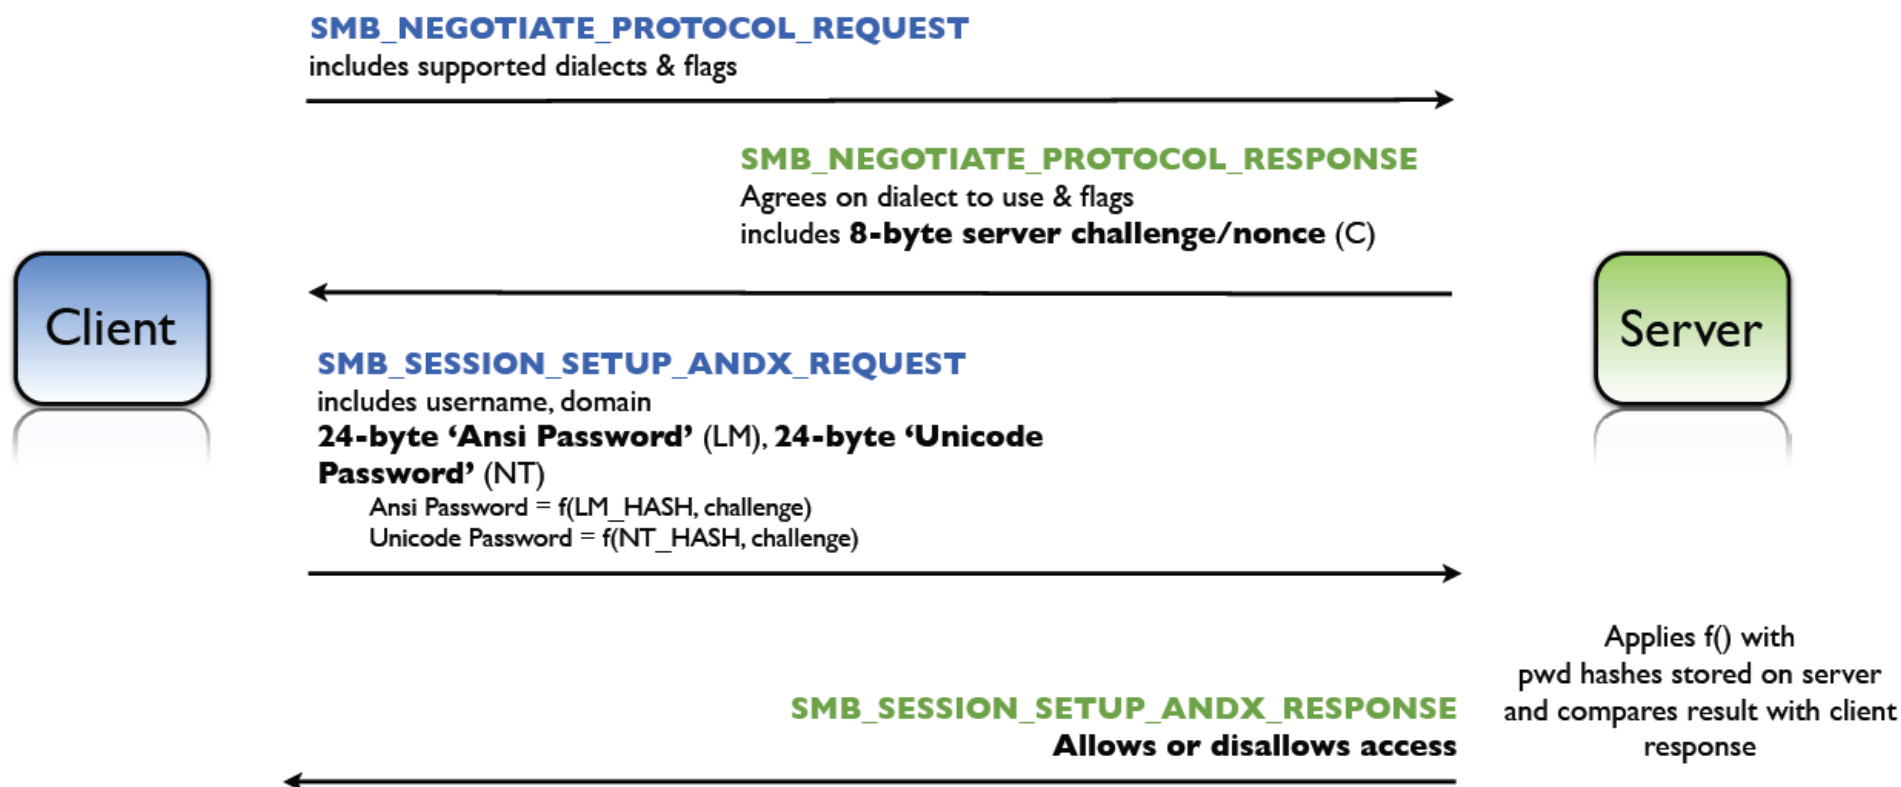 SMB_NEGOTIATE_PROTOCOL_REQUEST
includes supported dialects & flags
SMB_NEGOTIATE_PROTOCOL_RESPONSE
Agrees on dialect to use & flags
includes 8-byte server challenge/nonce (C)
Client
Server
SMB_SESSION_SETUP_ANDX_REQUEST
includes username, domain
24-byte ‘Ansi Password’ (LM), 24-byte ‘Unicode
Password’ (NT)
Ansi Password = f(LM_HASH, challenge)
Unicode Password = f(NT_HASH, challenge)
Applies f() with
pwd hashes stored on server
and compares result with client
response
SMB_SESSION_SETUP_ANDX_RESPONSE
Allows or disallows access